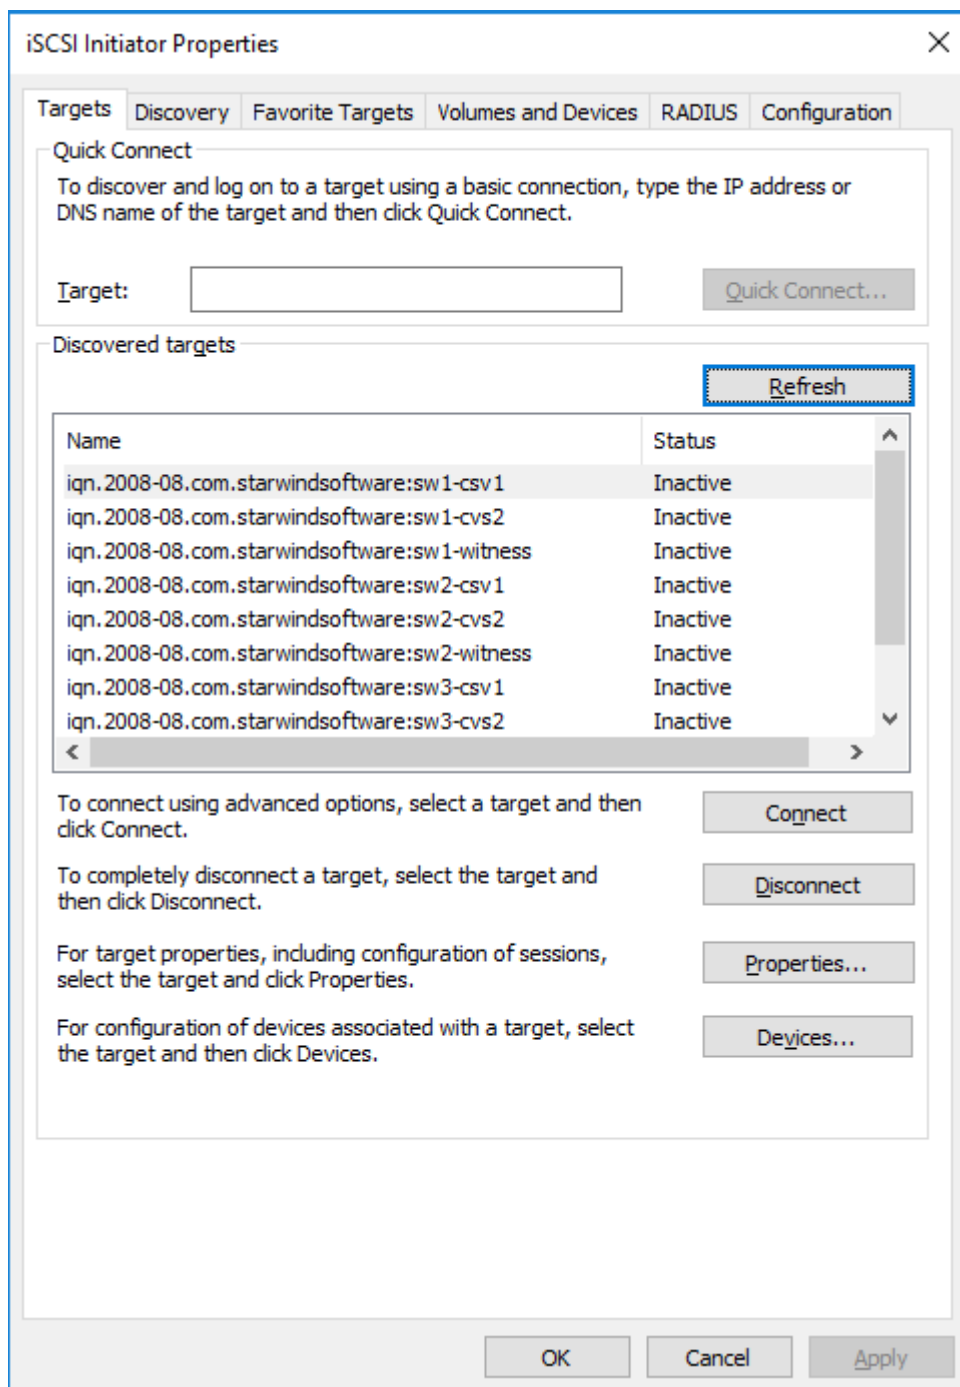 iSCSI Initiator Properties
Targets Discovery Favorite Targets Volumes and Devices RADIUS Configuration
Quick Connect
To discover and log on to a target using a basic connection, type the IP address or
DNS name of the target and then click Quick Connect.
Target:
Quick Connect...
Discovered targets
Refresh
Name Status
iqn.2008-08.com.starwindsoftware:sw1-csv1 Inactive
iqn.2008-08.com.starwindsoftware:sw1-cvs2 Inactive
iqn.2008-08.com.starwindsoftware:sw1-witness Inactive
iqn.2008-08.com.starwindsoftware:sw2-csv1 Inactive
iqn.2008-08.com.starwindsoftware:sw2-cvs2 Inactive
iqn.2008-08.com.starwindsoftware:sw2-witness Inactive
iqn.2008-08.com.starwindsoftware:sw3-csv1 Inactive
iqn.2008-08.com.starwindsoftware:sw3-cvs2 Inactive
To connect using advanced options, select a target and then
click Connect.
Connect
To completely disconnect a target, select the target and
then click Disconnect.
Disconnect
For target properties, including configuration of sessions,
select the target and click Properties.
Properties...
For configuration of devices associated with a target, select
the target and then click Devices.
Devices...
OK Cancel Apply